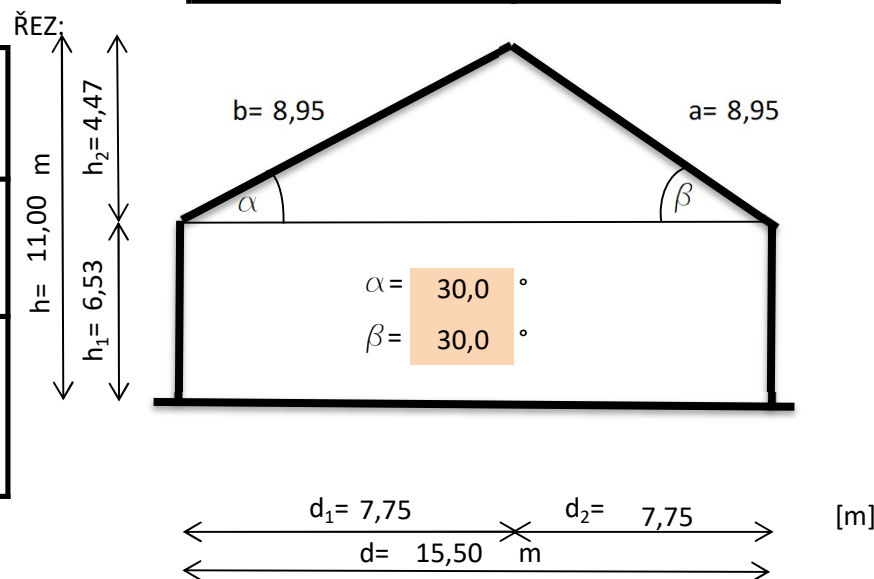 ŘEZ:
h= 11,00 m
h₂= 4,47
h₁= 6,53
b= 8,95
a= 8,95
α
β
α= 30,0 °
β= 30,0 °
d₁= 7,75
d₂= 7,75
[m]
d= 15,50 m